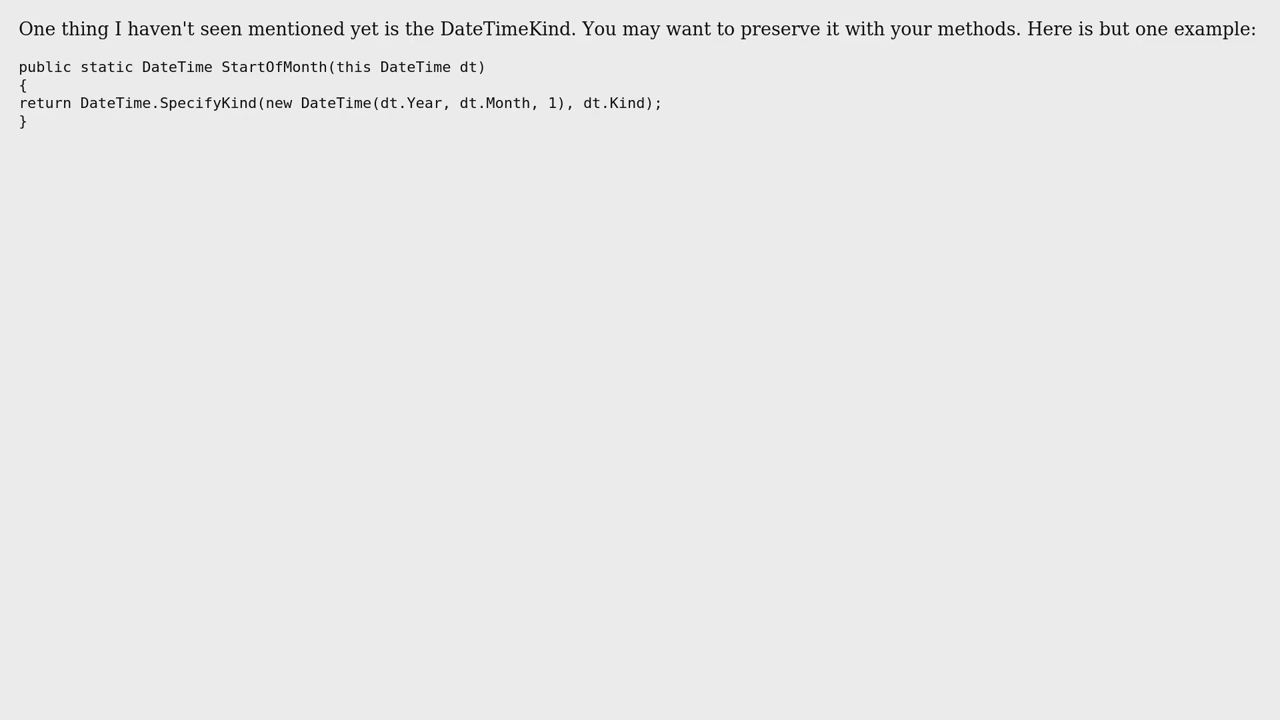 One thing I haven't seen mentioned yet is the DateTimeKind. You may want to preserve it with your methods. Here is but one example:
public static DateTime StartOfMonth(this DateTime dt)
{
return DateTime.SpecifyKind(new DateTime(dt.Year, dt.Month, 1), dt.Kind);
}